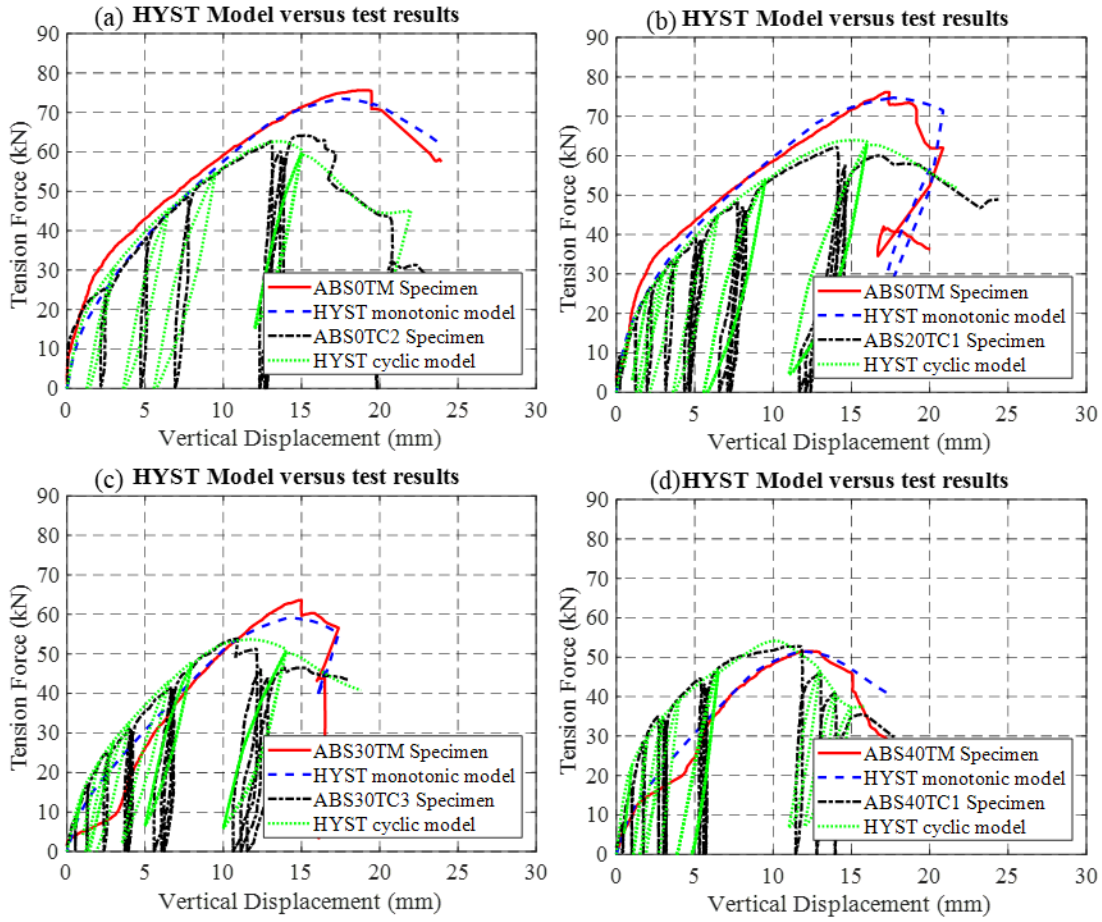 (a) HYST Model versus test results
90
80
70
60
50
40
30
20
10
0
Tension Force (kN)
ABS0TM Specimen
HYST monotonic model
ABS0TC2 Specimen
HYST cyclic model
0 5 10 15 20 25 30
Vertical Displacement (mm)
(b) HYST Model versus test results
90
80
70
60
50
40
30
20
10
0
Tension Force (kN)
ABS0TM Specimen
HYST monotonic model
ABS20TC1 Specimen
HYST cyclic model
0 5 10 15 20 25 30
Vertical Displacement (mm)
(c) HYST Model versus test results
90
80
70
60
50
40
30
20
10
0
Tension Force (kN)
ABS30TM Specimen
HYST monotonic model
ABS30TC3 Specimen
HYST cyclic model
0 5 10 15 20 25 30
Vertical Displacement (mm)
(d) HYST Model versus test results
90
80
70
60
50
40
30
20
10
0
Tension Force (kN)
ABS40TM Specimen
HYST monotonic model
ABS40TC1 Specimen
HYST cyclic model
0 5 10 15 20 25 30
Vertical Displacement (mm)